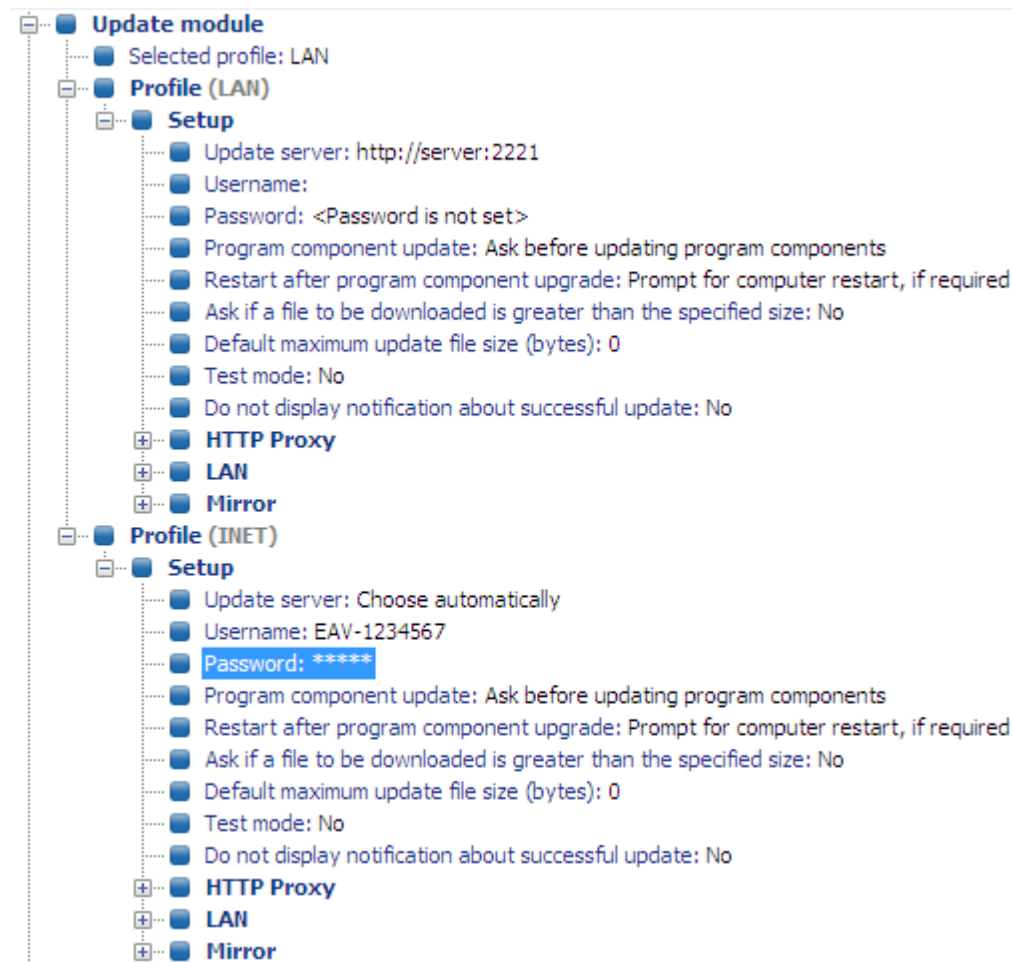 Update module
Selected profile: LAN
Profile (LAN)
Setup
Update server: http://server:2221
Username:
Password: <Password is not set>
Program component update: Ask before updating program components
Restart after program component upgrade: Prompt for computer restart, if required
Ask if a file to be downloaded is greater than the specified size: No
Default maximum update file size (bytes): 0
Test mode: No
Do not display notification about successful update: No
HTTP Proxy
LAN
Mirror
Profile (INET)
Setup
Update server: Choose automatically
Username: EAV-1234567
Password: *****
Program component update: Ask before updating program components
Restart after program component upgrade: Prompt for computer restart, if required
Ask if a file to be downloaded is greater than the specified size: No
Default maximum update file size (bytes): 0
Test mode: No
Do not display notification about successful update: No
HTTP Proxy
LAN
Mirror